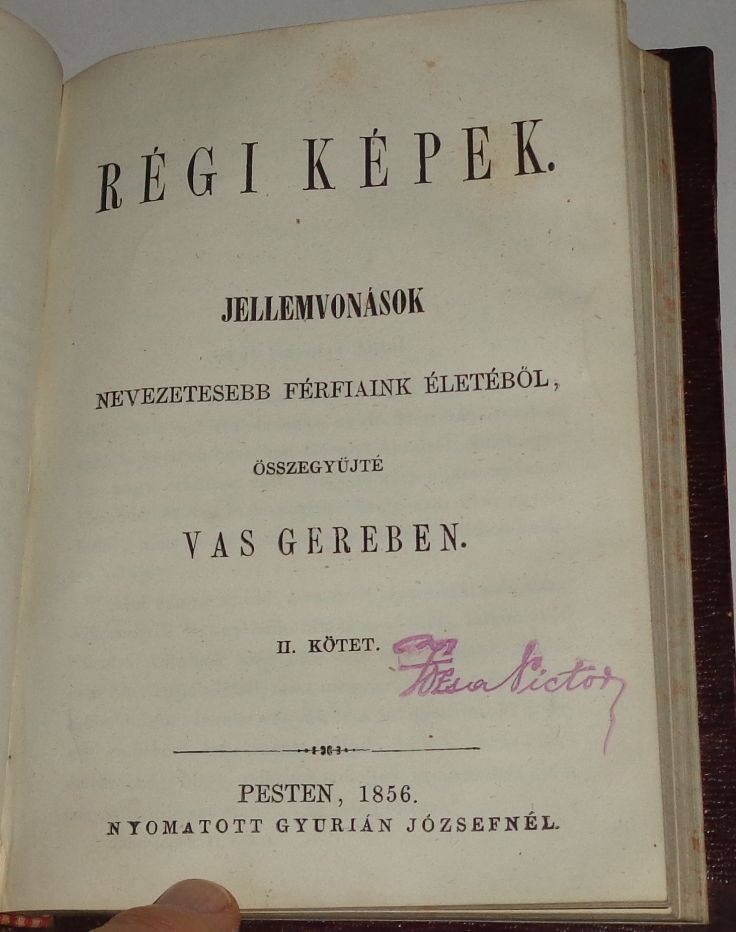 RÉGI KÉPEK.
JELLEMVONÁSOK
NEVEZETESEBB FÉRFIAINK ÉLETÉBŐL,
ÖSSZEGYÜJTÉ
VAS GEREBEN.
II. KÖTET.
Victor
PESTEN, 1856.
NYOMATOTT GYURIÁN JÓZSEFNÉL.